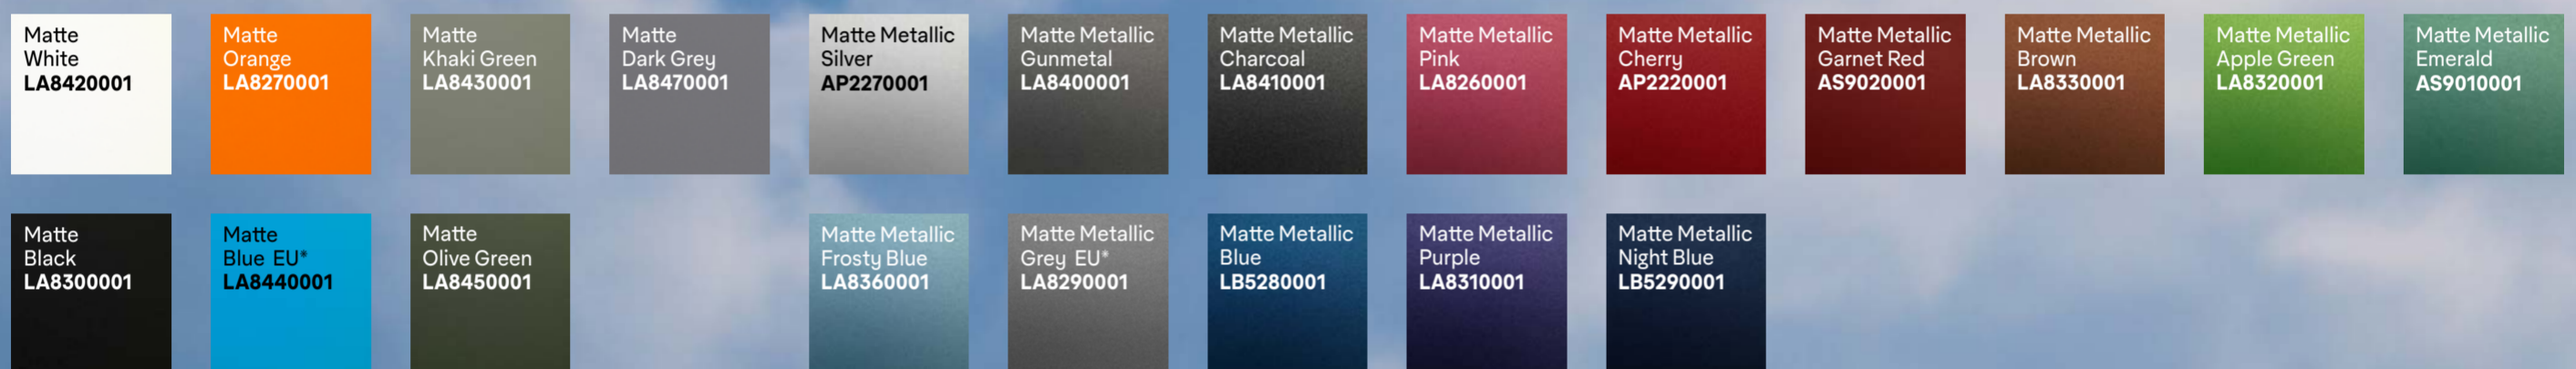 Matte
White
LA8420001
Matte
Orange
LA8270001
Matte
Khaki Green
LA8430001
Matte
Dark Grey
LA8470001
Matte Metallic
Silver
AP2270001
Matte Metallic
Gunmetal
LA8400001
Matte Metallic
Charcoal
LA8410001
Matte Metallic
Pink
LA8260001
Matte Metallic
Cherry
AP2220001
Matte Metallic
Garnet Red
AS9020001
Matte Metallic
Brown
LA8330001
Matte Metallic
Apple Green
LA8320001
Matte Metallic
Emerald
AS9010001
Matte
Black
LA8300001
Matte
Blue EU*
LA8440001
Matte
Olive Green
LA8450001
Matte Metallic
Frosty Blue
LA8360001
Matte Metallic
Grey EU*
LA8290001
Matte Metallic
Blue
LB5280001
Matte Metallic
Purple
LA8310001
Matte Metallic
Night Blue
LB5290001